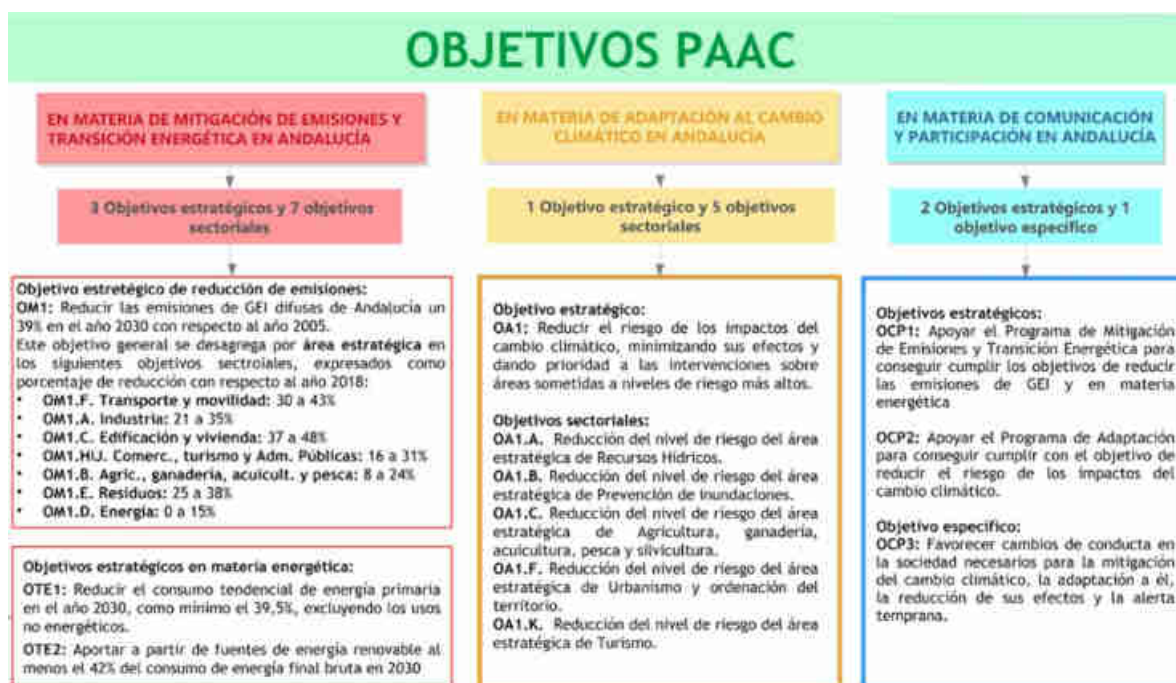 OBJETIVOS PAAC
EN MATERIA DE MITIGACIÓN DE EMISIONES Y
TRANSICIÓN ENERGÉTICA EN ANDALUCÍA
3 Objetivos estratégicos y 7 objetivos
sectoriales
Objetivo estretégico de reducción de emisiones:
OM1: Reducir las emisiones de GEI difusas de Andalucía un
39% en el año 2030 con respecto al año 2005.
Este objetivo general se desagrega por área estratégica en
los siguientes objetivos sectroiales, expresados como
porcentaje de reducción con respecto al año 2018:
• OM1.F. Transporte y movilidad: 30 a 43%
• OM1.A. Industria: 21 a 35%
• OM1.C. Edificación y vivienda: 37 a 48%
• OM1.HIJ. Comerc., turismo y Adm. Públicas: 16 a 31%
• OM1.B. Agric., ganadería, acuicult. y pesca: 8 a 24%
• OM1.E. Residuos: 25 a 38%
• OM1.D. Energía: 0 a 15%
Objetivos estratégicos en materia energética:
OTE1: Reducir el consumo tendencial de energía primaria
en el año 2030, como mínimo el 39,5%, excluyendo los usos
no energéticos.
OTE2: Aportar a partir de fuentes de energía renovable al
menos el 42% del consumo de energía final bruta en 2030
EN MATERIA DE ADAPTACIÓN AL CAMBIO
CLIMÁTICO EN ANDALUCÍA
1 Objetivo estratégico y 5 objetivos
sectoriales
Objetivo estratégico:
OA1: Reducir el riesgo de los impactos del
cambio climático, minimizando sus efectos y
dando prioridad a las intervenciones sobre
áreas sometidas a niveles de riesgo más altos.
Objetivos sectoriales:
OA1.A. Reducción del nivel de riesgo del área
estratégica de Recursos Hídricos.
OA1.B. Reducción del nivel de riesgo del área
estratégica de Prevención de Inundaciones.
OA1.C. Reducción del nivel de riesgo del área
estratégica de Agricultura, ganadería,
acuicultura, pesca y silvicultura.
OA1.F. Reducción del nivel de riesgo del área
estratégica de Urbanismo y ordenación del
territorio.
OA1.K. Reducción del nivel de riesgo del área
estratégica de Turismo.
EN MATERIA DE COMUNICACIÓN
Y PARTICIPACIÓN EN ANDALUCÍA
2 Objetivos estratégicos y 1
objetivo específico
Objetivos estratégicos:
OCP1: Apoyar el Programa de Mitigación
de Emisiones y Transición Energética para
conseguir cumplir los objetivos de reducir
las emisiones de GEI y en materia
energética
OCP2: Apoyar el Programa de Adaptación
para conseguir cumplir con el objetivo de
reducir el riesgo de los impactos del
cambio climático.
Objetivo específico:
OCP3: Favorecer cambios de conducta en
la sociedad necesarios para la mitigación
del cambio climático, la adaptación a él,
la reducción de sus efectos y la alerta
temprana.